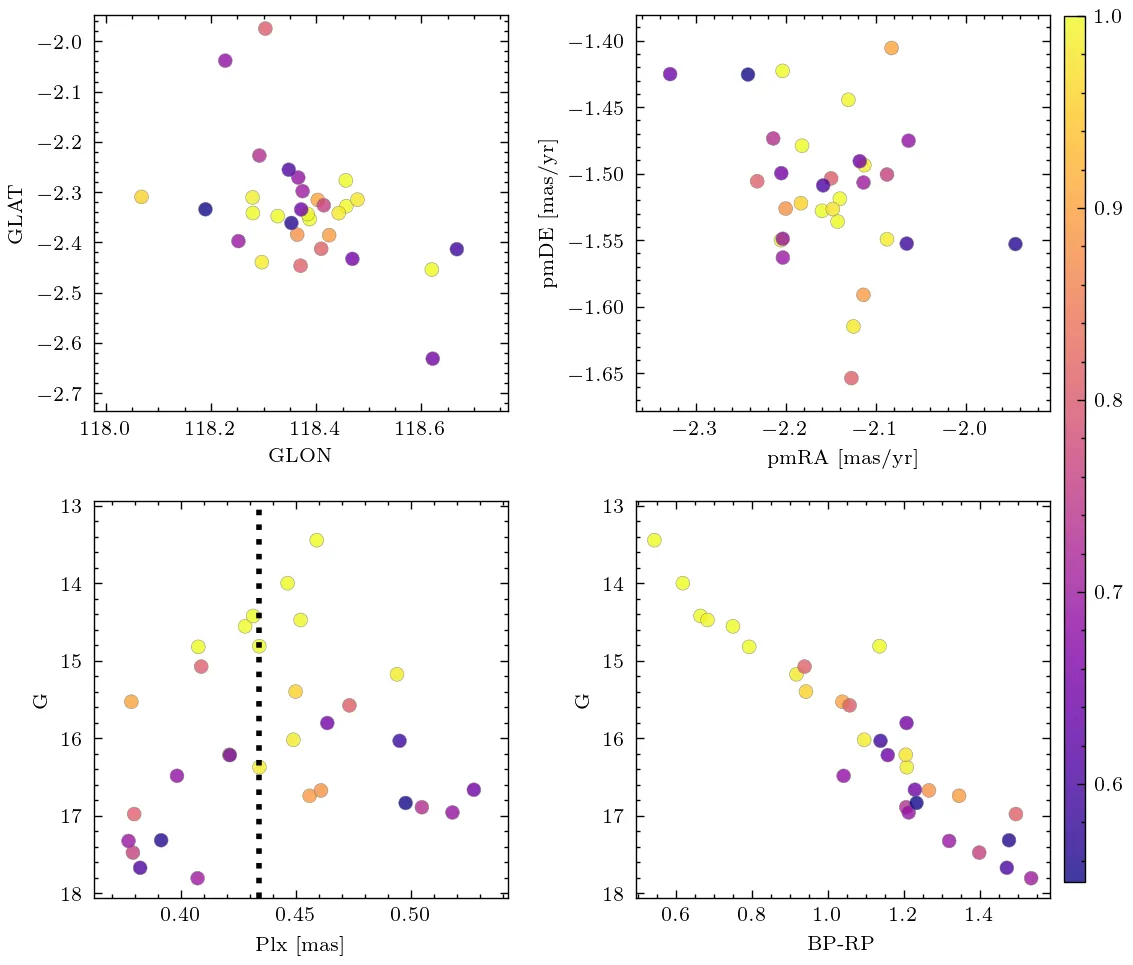 −2.0
−2.1
−2.2
−2.3
−2.4
−2.5
−2.6
−2.7
GLAT
118.0 118.2 118.4 118.6
GLON
−1.40
−1.45
−1.50
−1.55
−1.60
−1.65
pmDE [mas/yr]
−2.3 −2.2 −2.1 −2.0
pmRA [mas/yr]
1.0
0.9
0.8
0.7
0.6
13
14
15
16
17
18
G
0.40 0.45 0.50
Plx [mas]
13
14
15
16
17
18
G
0.6 0.8 1.0 1.2 1.4
BP-RP